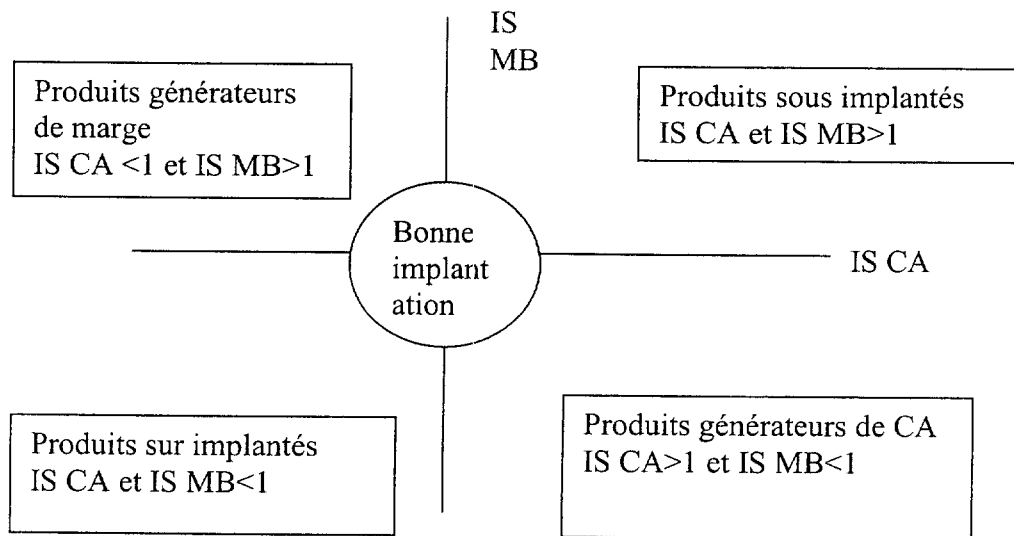 IS
MB
Produits générateurs
de marge
IS CA <1 et IS MB>1
Produits sous implantés
IS CA et IS MB>1
Bonne
implant
ation
IS CA
Produits sur implantés
IS CA et IS MB<1
Produits générateurs de CA
IS CA>1 et IS MB<1